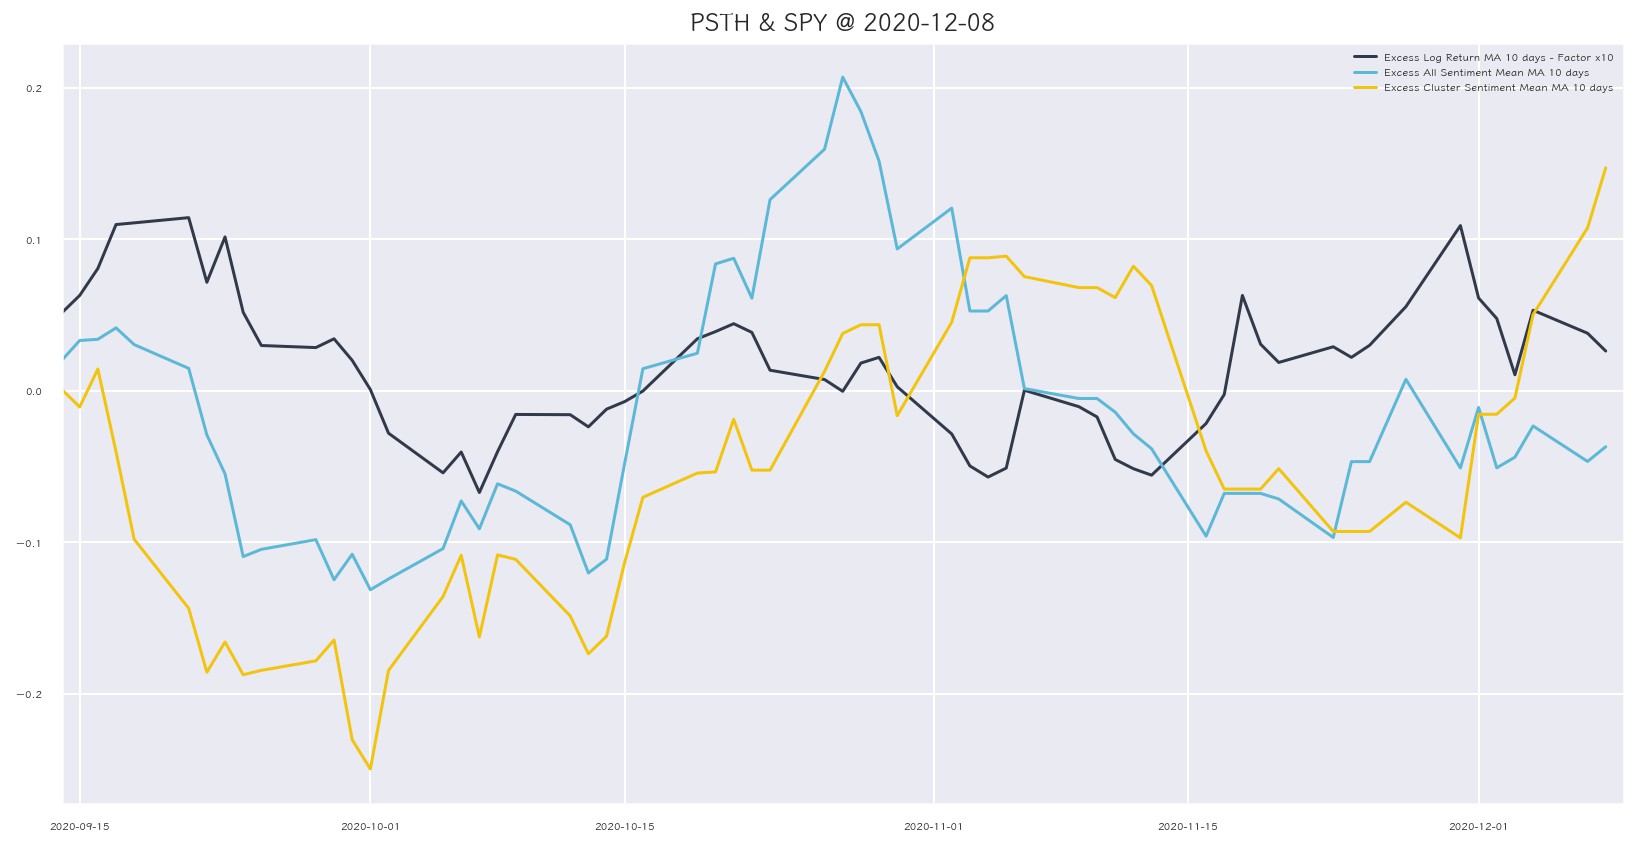 PSTH & SPY @ 2020-12-08
Excess Log Return MA 10 days - Factor x10
Excess All Sentiment Mean MA 10 days
Excess Cluster Sentiment Mean MA 10 days
0.2
0.1
0.0
−0.1
−0.2
2020-09-15
2020-10-01
2020-10-15
2020-11-01
2020-11-15
2020-12-01